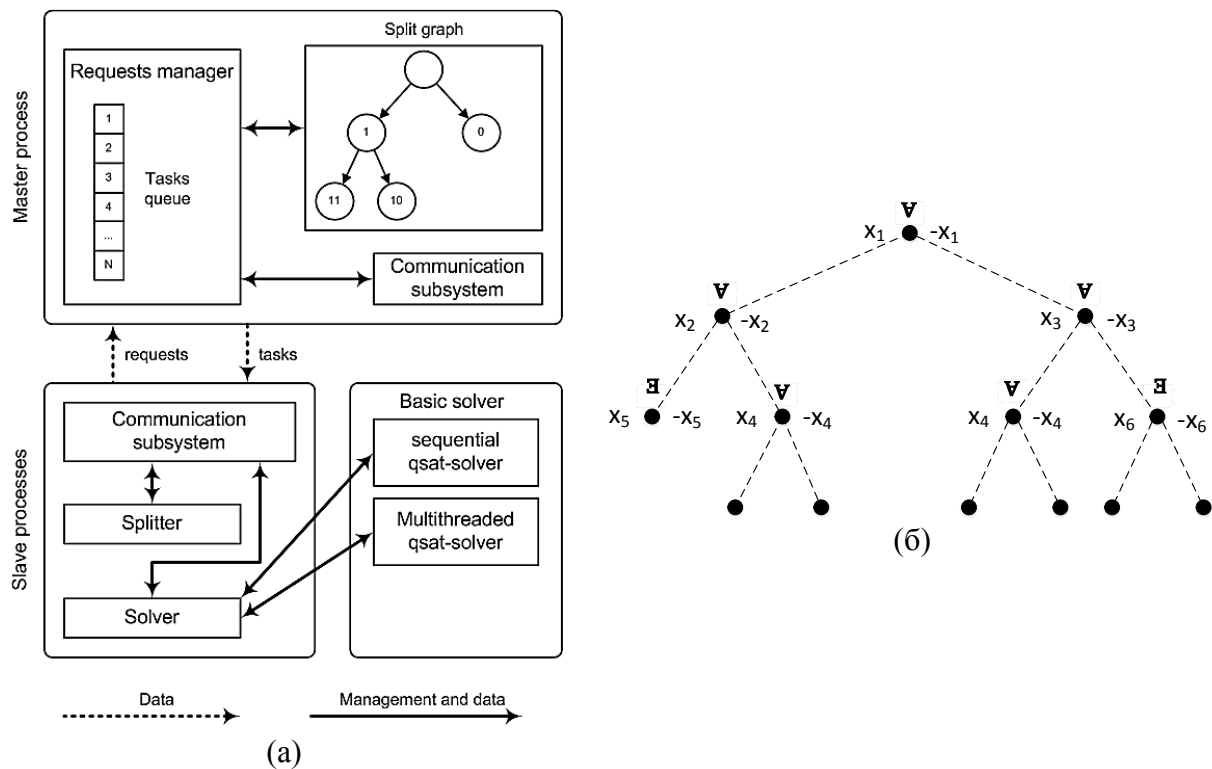 Split graph
Requests manager
1
2
3
4
...
N
Tasks
queue
1
0
11
10
Communication
subsystem
Master process
requests
tasks
Communication
subsystem
Splitter
Solver
Slave processes
Basic solver
sequential
qsat-solver
Multithreaded
qsat-solver
Data
Management and data
(а)
∀
x₁ -x₁
∀ ∀
x₂ -x₂ x₃ -x₃
∃ ∀ ∀ ∃
x₅ -x₅ x₄ -x₄ x₄ -x₄ x₆ -x₆
(б)